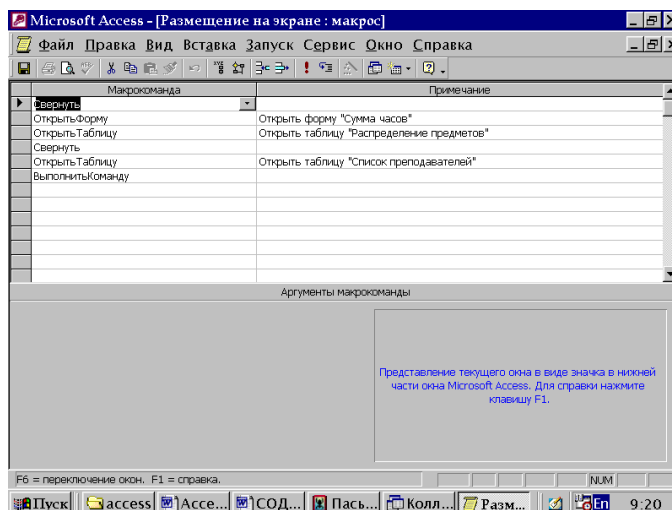 Microsoft Access - [Размещение на экране : макрос]
Файл Правка Вид Вставка Запуск Сервис Окно Справка
Макрокоманда Примечание
Свернуть
ОткрытьФорму Открыть форму "Сумма часов"
ОткрытьТаблицу Открыть таблицу "Распределение предметов"
Свернуть
ОткрытьТаблицу Открыть таблицу "Список преподавателей"
ВыполнитьКоманду
Аргументы макрокоманды
Представление текущего окна в виде значка в нижней
части окна Microsoft Access. Для справки нажмите
клавишу F1.
F6 = переключение окон. F1 = справка. NUM
Пуск access Acce... СОД... Пась... Колл... Разм... En 9:20